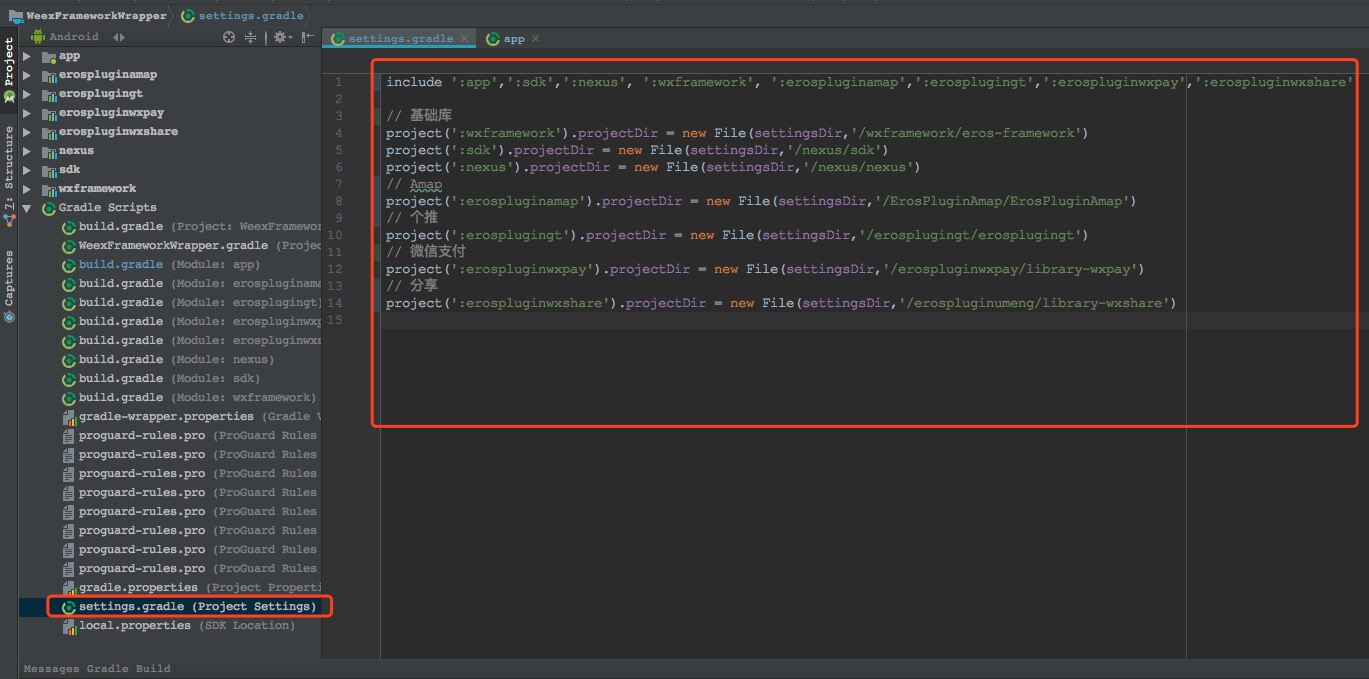 WeexFrameworkWrapper settings.gradle
Project
7: Structure
Captures
Android
app
erospluginamap
erosplugingt
erospluginwxpay
erospluginwxshare
nexus
sdk
wxframework
Gradle Scripts
build.gradle (Project: WeexFramewor
WeexFrameworkWrapper.gradle (Projec
build.gradle (Module: app)
build.gradle (Module: erospluginama
build.gradle (Module: erosplugingt)
build.gradle (Module: erospluginwxp
build.gradle (Module: erospluginwxs
build.gradle (Module: nexus)
build.gradle (Module: sdk)
build.gradle (Module: wxframework)
gradle-wrapper.properties (Gradle V
proguard-rules.pro (ProGuard Rules
proguard-rules.pro (ProGuard Rules
proguard-rules.pro (ProGuard Rules
proguard-rules.pro (ProGuard Rules
proguard-rules.pro (ProGuard Rules
proguard-rules.pro (ProGuard Rules
proguard-rules.pro (ProGuard Rules
proguard-rules.pro (ProGuard Rules
gradle.properties (Project Properti
settings.gradle (Project Settings)
local.properties (SDK Location)
settings.gradle app
1 include ':app',':sdk',':nexus', ':wxframework', ':erospluginamap',':erosplugingt',':erospluginwxpay',':erospluginwxshare'
2
3 // 基础库
4 project(':wxframework').projectDir = new File(settingsDir,'/wxframework/eros-framework')
5 project(':sdk').projectDir = new File(settingsDir,'/nexus/sdk')
6 project(':nexus').projectDir = new File(settingsDir,'/nexus/nexus')
7 // Amap
8 project(':erospluginamap').projectDir = new File(settingsDir,'/ErosPluginAmap/ErosPluginAmap')
9 // 个推
10 project(':erosplugingt').projectDir = new File(settingsDir,'/erosplugingt/erosplugingt')
11 // 微信支付
12 project(':erospluginwxpay').projectDir = new File(settingsDir,'/erospluginwxpay/library-wxpay')
13 // 分享
14 project(':erospluginwxshare').projectDir = new File(settingsDir,'/erospluginumeng/library-wxshare')
15
Messages Gradle Build